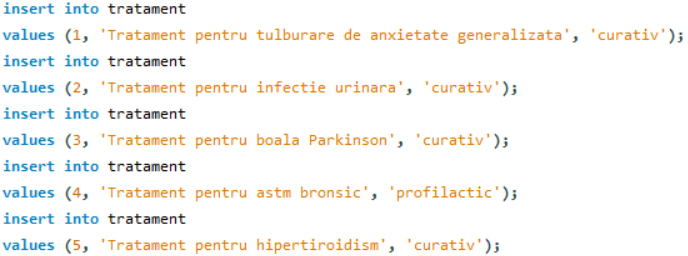 insert into tratament
values (1, 'Tratament pentru tulburare de anxietate generalizata', 'curativ');
insert into tratament
values (2, 'Tratament pentru infectie urinara', 'curativ');
insert into tratament
values (3, 'Tratament pentru boala Parkinson', 'curativ');
insert into tratament
values (4, 'Tratament pentru astm bronsic', 'profilactic');
insert into tratament
values (5, 'Tratament pentru hipertiroidism', 'curativ');